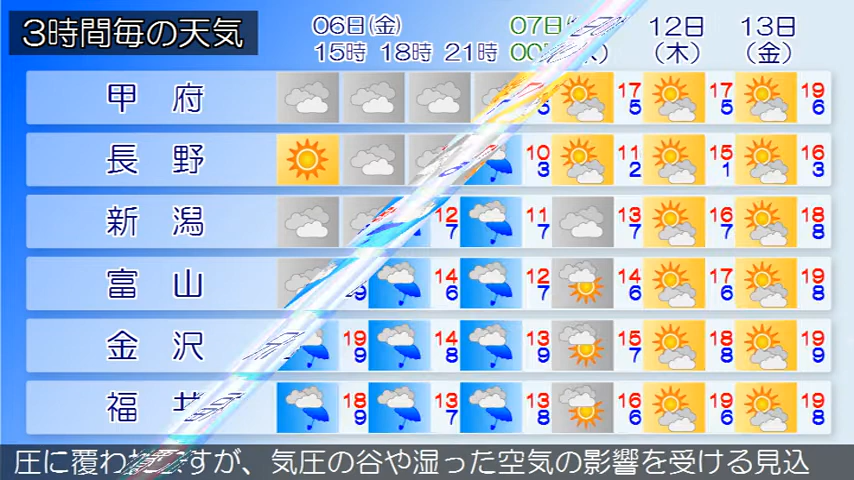 3時間毎の天気
06日(金) 07日 12日 13日
15時 18時 21時 (木) (金)
甲府 17 5 17 5 19 6
長野 10 3 11 2 15 1 16 3
新潟 12 7 11 7 13 7 16 7 18 8
富山 14 6 12 7 14 6 17 6 19 8
金沢 19 9 14 8 13 9 15 7 18 8 19 9
福井 18 9 13 7 13 8 16 6 19 6 19 8
圧に覆われますが、気圧の谷や湿った空気の影響を受ける見込